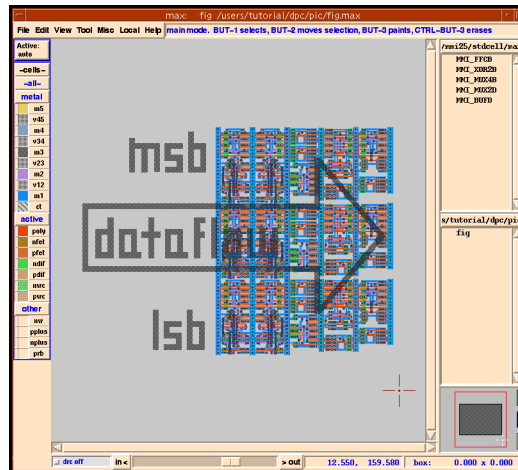 max: fig /users/tutorial/dpc/pic/fig.max
File Edit View Tool Misc Local Help main mode. BUT-1 selects, BUT-2 moves selection, BUT-3 paints, CTRL-BUT-3 erases
Active:
auto
~cells~
~all~
metal
m5
v45
m4
v34
m3
v23
m2
v12
m1
ct
active
poly
nfet
pfet
ndif
pdif
nwc
pwc
other
nw
pplus
nplus
prb
msb
dataflow
lsb
/mmi25/stdcell/max
MMI_FFCB
MMI_XOR2B
MMI_MUX4B
MMI_MUX2D
MMI_BUFD
s/tutorial/dpc/pic
fig
drc off in < > out 12.550, 159.580 box: 0.000 x 0.000